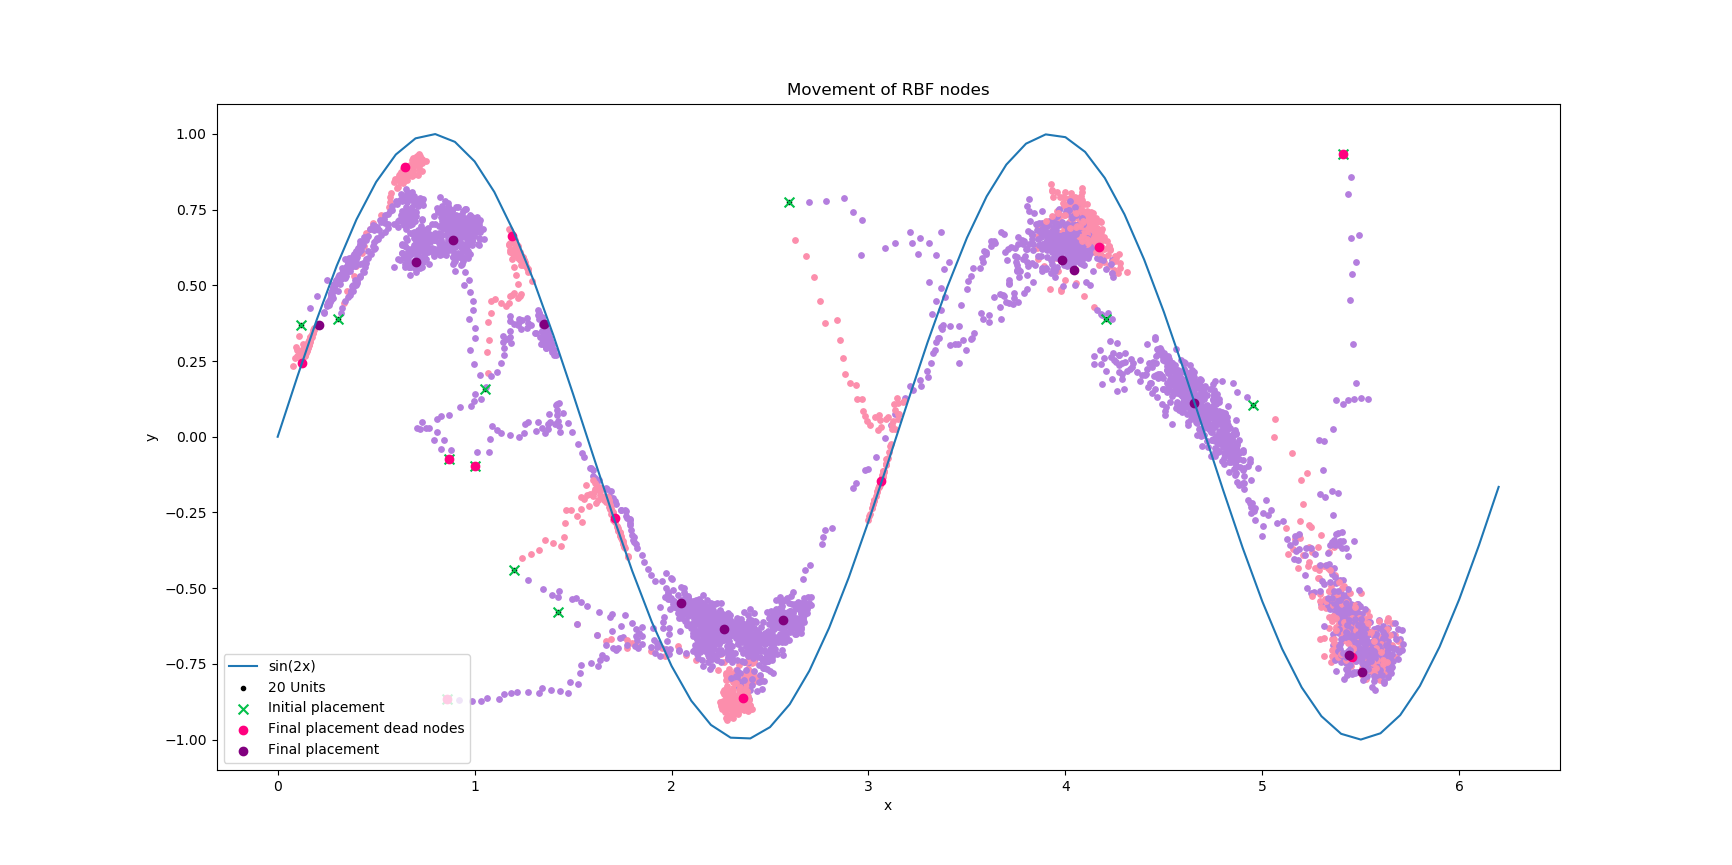 Movement of RBF nodes
1.00
0.75
0.50
0.25
0.00
−0.25
−0.50
−0.75
−1.00
y
sin(2x)
20 Units
Initial placement
Final placement dead nodes
Final placement
0 1 2 3 4 5 6
x